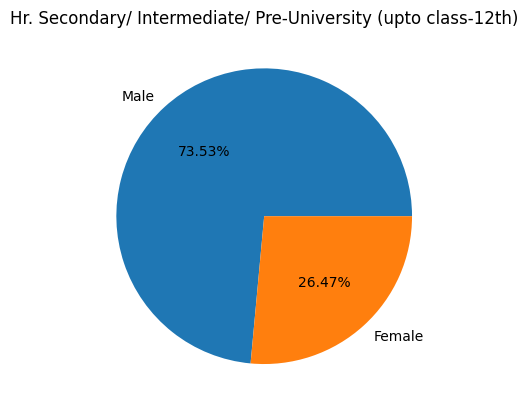 Hr. Secondary/ Intermediate/ Pre-University (upto class-12th)
Male
73.53%
26.47%
Female